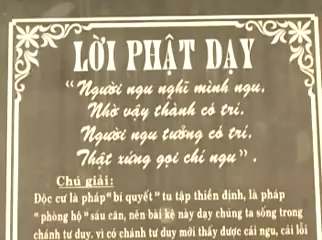 LỜI PHẬT DẠY
“Người ngu nghĩ mình ngu,
Nhờ vậy thành có trí.
Người ngu tưởng có trí,
Thật xứng gọi chí ngu”.
Chú giải:
Độc cư là pháp “bí quyết” tu tập thiền định, là pháp
“phòng hộ” sáu căn, nên bài kệ này dạy chúng ta sống trong
chánh tư duy, vì có chánh tư duy mới thấy được cái ngu, cái lỗi